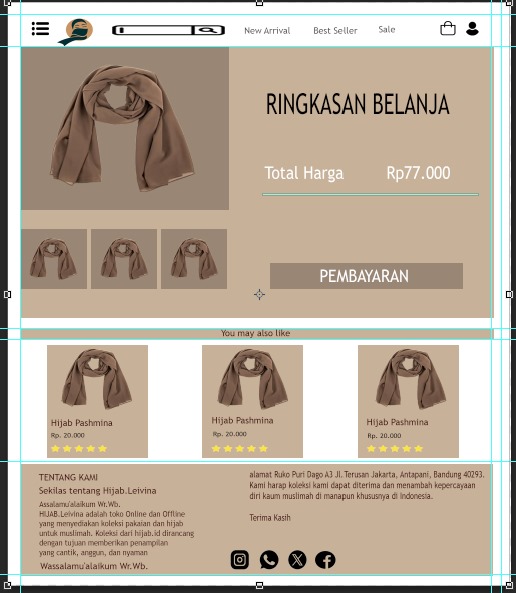 New Arrival Best Seller Sale
RINGKASAN BELANJA
Total Harga Rp77.000
PEMBAYARAN
You may also like
Hijab Pashmina
Rp. 20.000
Hijab Pashmina
Rp. 20.000
Hijab Pashmina
Rp. 20.000
TENTANG KAMI
Sekilas tentang Hijab.Leivina
Assalamu'alaikum Wr.Wb.
HIJAB.Leivina adalah toko Online dan Offline
yang menyediakan koleksi pakaian dan hijab
untuk muslimah. Koleksi dari hijab.id dirancang
dengan tujuan memberikan penampilan
yang cantik, anggun, dan nyaman
Wassalamu'alaikum Wr.Wb.
alamat Ruko Puri Dago A3 Jl. Terusan Jakarta, Antapani, Bandung 40293.
Kami harap koleksi kami dapat diterima dan menambah kepercayaan
diri kaum muslimah di manapun khususnya di indonesia.
Terima Kasih